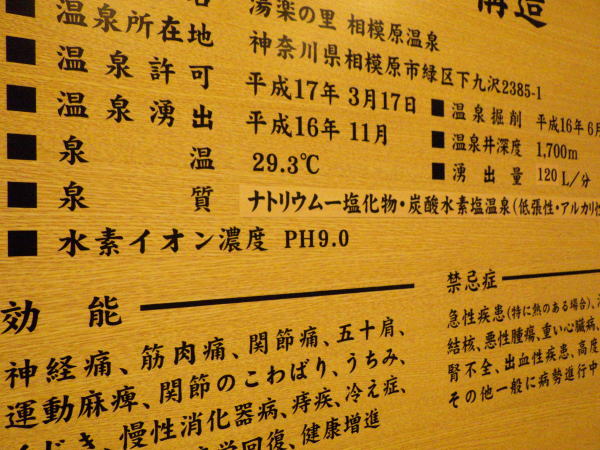 湯楽の里 相模原温泉
構造
■ 温泉所在地 神奈川県相模原市緑区下九沢2385-1
■ 温泉許可 平成17年 3月17日
■ 温泉掘削 平成16年 6月
■ 温泉湧出 平成16年 11月
■ 温泉井深度 1,700m
■ 泉温 29.3℃
■ 湧出量 120 L/分
■ 泉質 ナトリウム―塩化物・炭酸水素塩温泉(低張性・アルカリ性
■ 水素イオン濃度 PH9.0
効能
神経痛、筋肉痛、関節痛、五十肩、
運動麻痺、関節のこわばり、うちみ、
くじき、慢性消化器病、痔疾、冷え症、
回復、健康増進
禁忌症
急性疾患(特に熱のある場合)、
結核、悪性腫瘍、重い心臓病、
腎不全、出血性疾患、高度
その他一般に病勢進行中